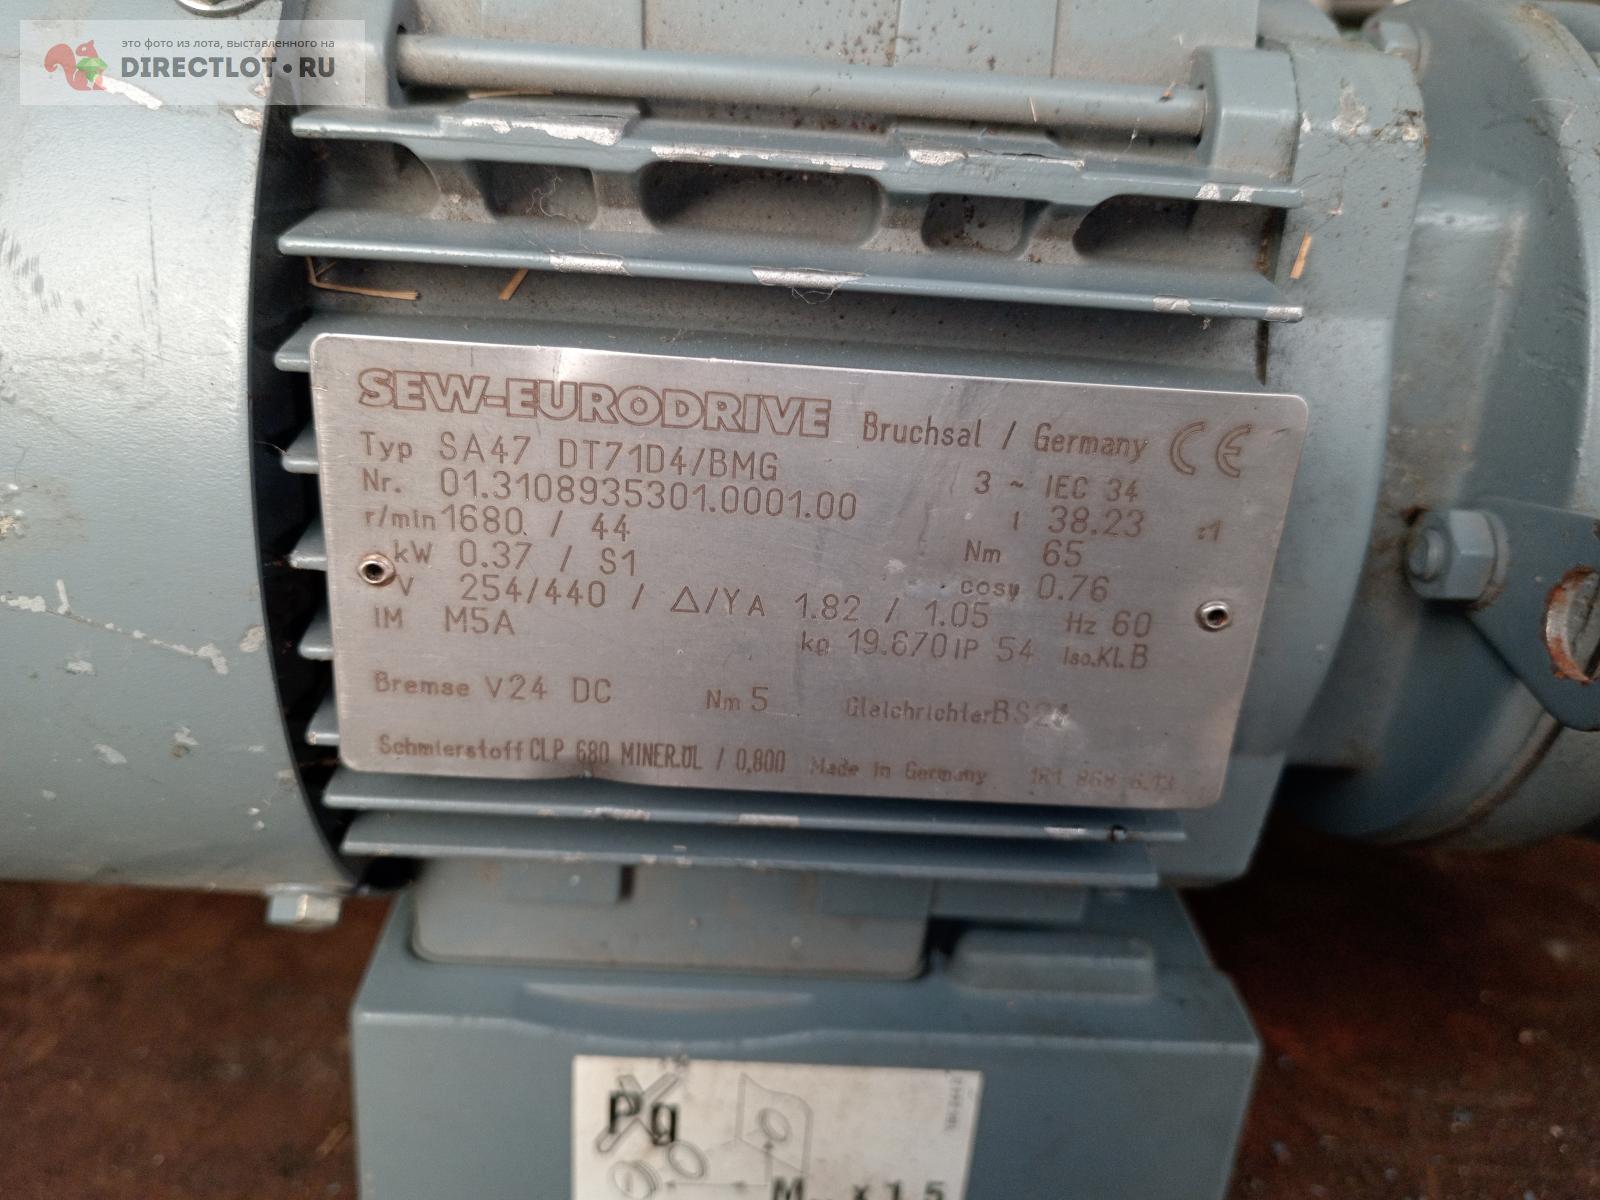 это фото из лота, выставленного на
DIRECTLOT•RU
SEW-EURODRIVE Bruchsal / Germany CE
Typ SA47 DT71D4/BMG 3 ~ IEC 34
Nr. 01.3108935301.0001.00 i 38.23 :1
r/min 1680 / 44 Nm 65
kW 0.37 / S1 cosφ 0.76
V 254/440 / △/Y A 1.82 / 1.05 Hz 60
IM M5A kg 19.670 IP 54 Iso.Kl. B
Bremse V24 DC Nm 5 Gleichrichter BS24
Schmierstoff CLP 680 MINER.ÖL / 0,800 Made in Germany
Pg
x 1,5